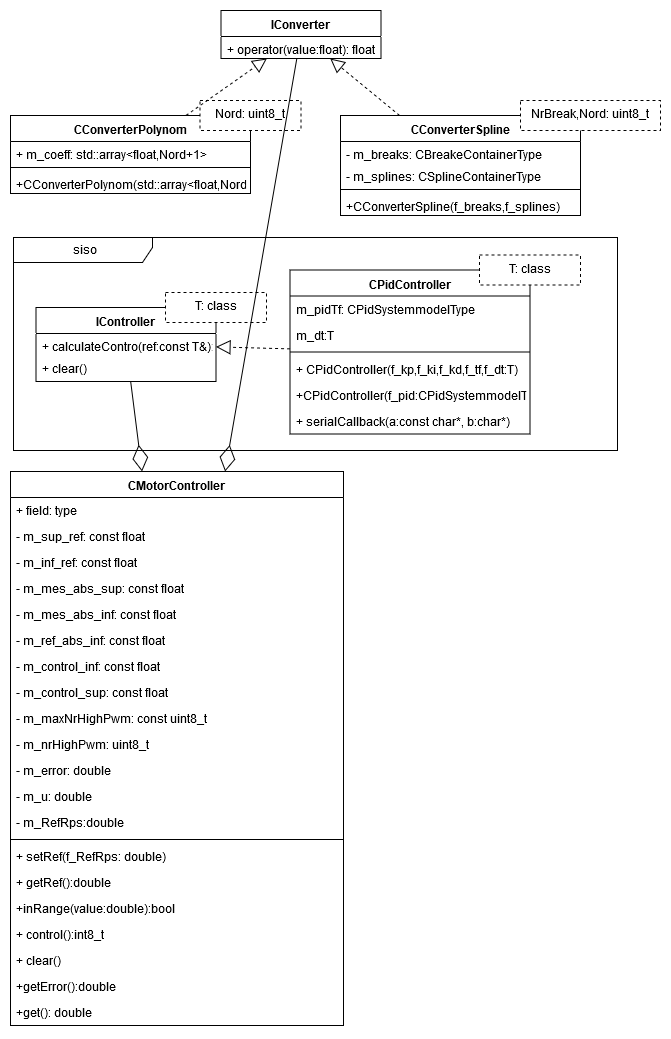 IConverter
+ operator(value:float): float
Nord: uint8_t
CConverterPolynom
+ m_coeff: std::array<float,Nord+1>
+CConverterPolynom(std::array<float,Nord
NrBreak,Nord: uint8_t
CConverterSpline
- m_breaks: CBreakeContainerType
- m_splines: CSplineContainerType
+CConverterSpline(f_breaks,f_splines)
siso
T: class
IController
+ calculateContro(ref:const T&)
+ clear()
T: class
CPidController
m_pidTf: CPidSystemmodelType
m_dt:T
+ CPidController(f_kp,f_ki,f_kd,f_tf,f_dt:T)
+CPidController(f_pid:CPidSystemmodelT
+ serialCallback(a:const char*, b:char*)
CMotorController
+ field: type
- m_sup_ref: const float
- m_inf_ref: const float
- m_mes_abs_sup: const float
- m_mes_abs_inf: const float
- m_ref_abs_inf: const float
- m_control_inf: const float
- m_control_sup: const float
- m_maxNrHighPwm: const uint8_t
- m_nrHighPwm: uint8_t
- m_error: double
- m_u: double
- m_RefRps:double
+ setRef(f_RefRps: double)
+ getRef():double
+inRange(value:double):bool
+ control():int8_t
+ clear()
+getError():double
+get(): double